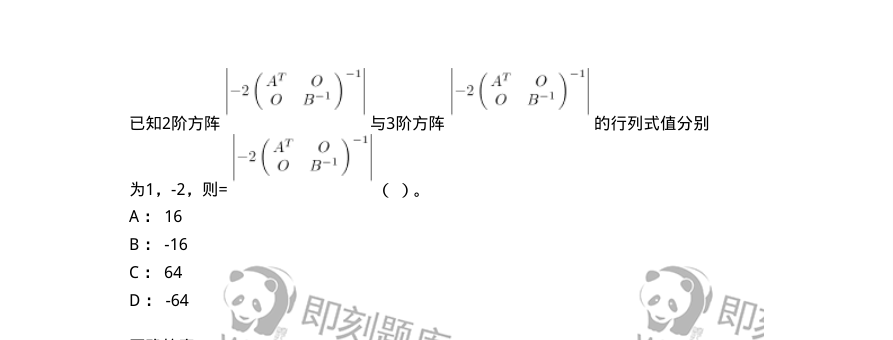 已知2阶方阵 |-2 ( A^T O ; O B^{-1} )^{-1}| 与3阶方阵 |-2 ( A^T O ; O B^{-1} )^{-1}| 的行列式值分别
为1，-2，则= |-2 ( A^T O ; O B^{-1} )^{-1}| （ ）。
A： 16
B： -16
C： 64
D： -64
即刻题库
即刻题